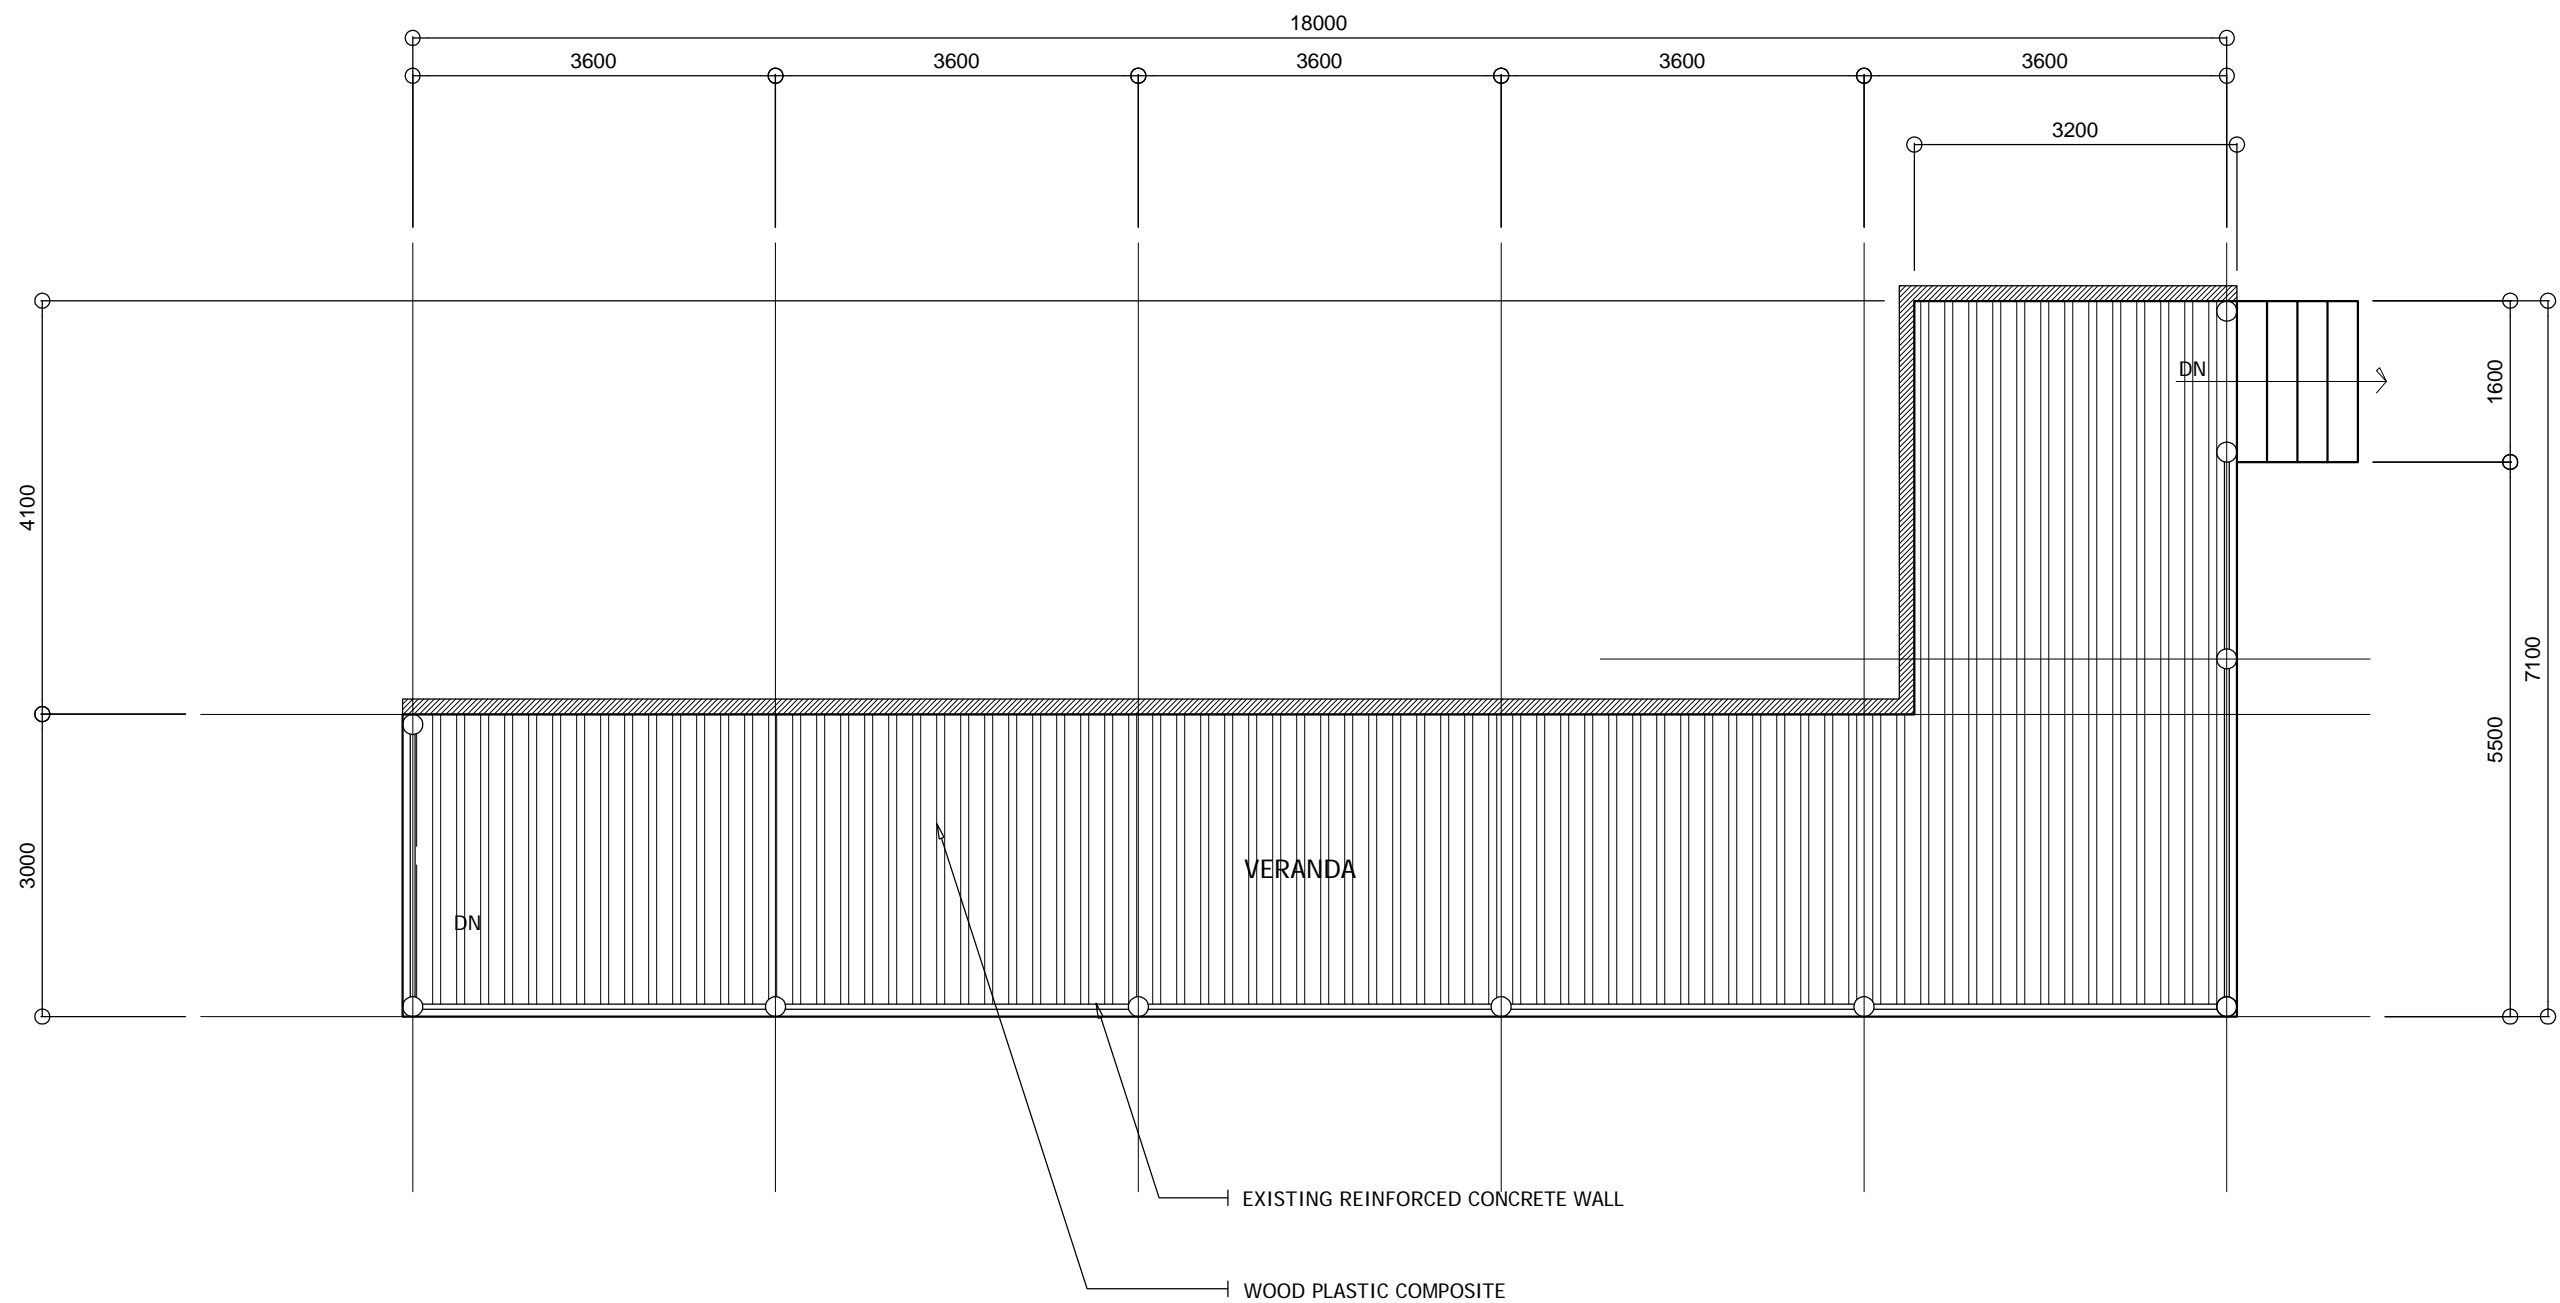 18000
3600
3600
3600
3600
3600
3200
DN
1600
4100
7100
5500
3000
VERANDA
DN
EXISTING REINFORCED CONCRETE WALL
WOOD PLASTIC COMPOSITE